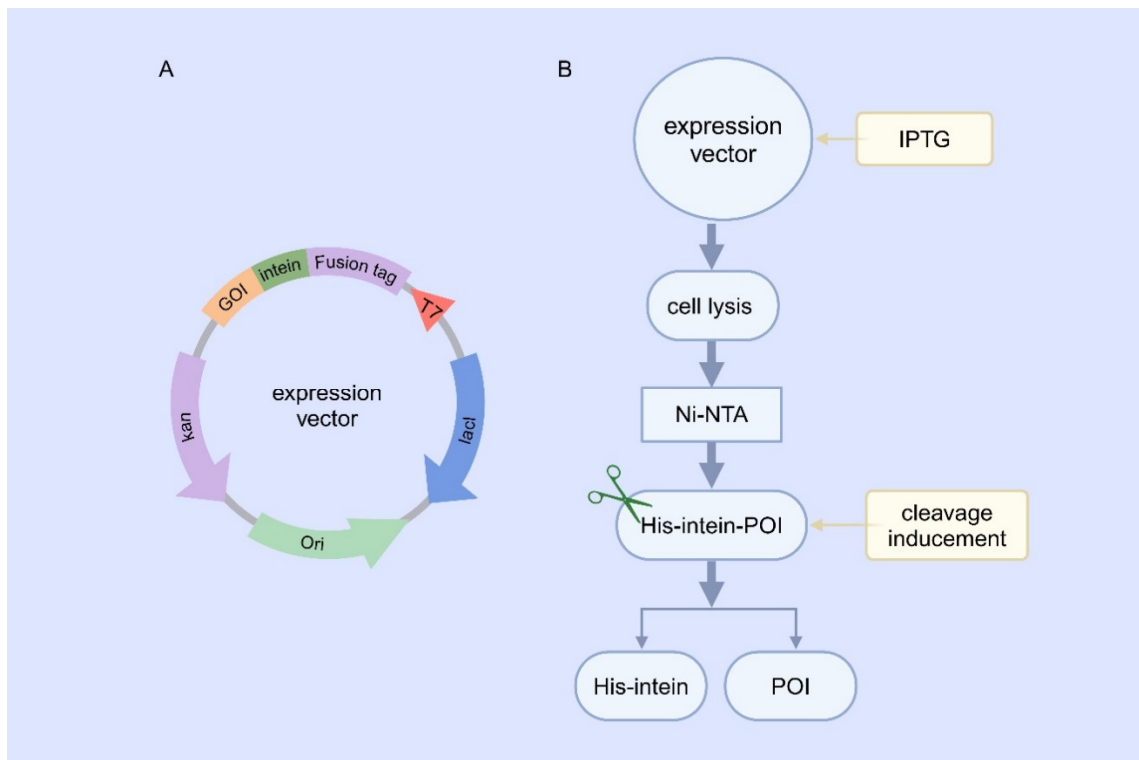 A
GOI
intein
Fusion tag
T7
kan
expression
vector
lacI
Ori
B
expression
vector
IPTG
cell lysis
Ni-NTA
His-intein-POI
cleavage
inducement
His-intein
POI